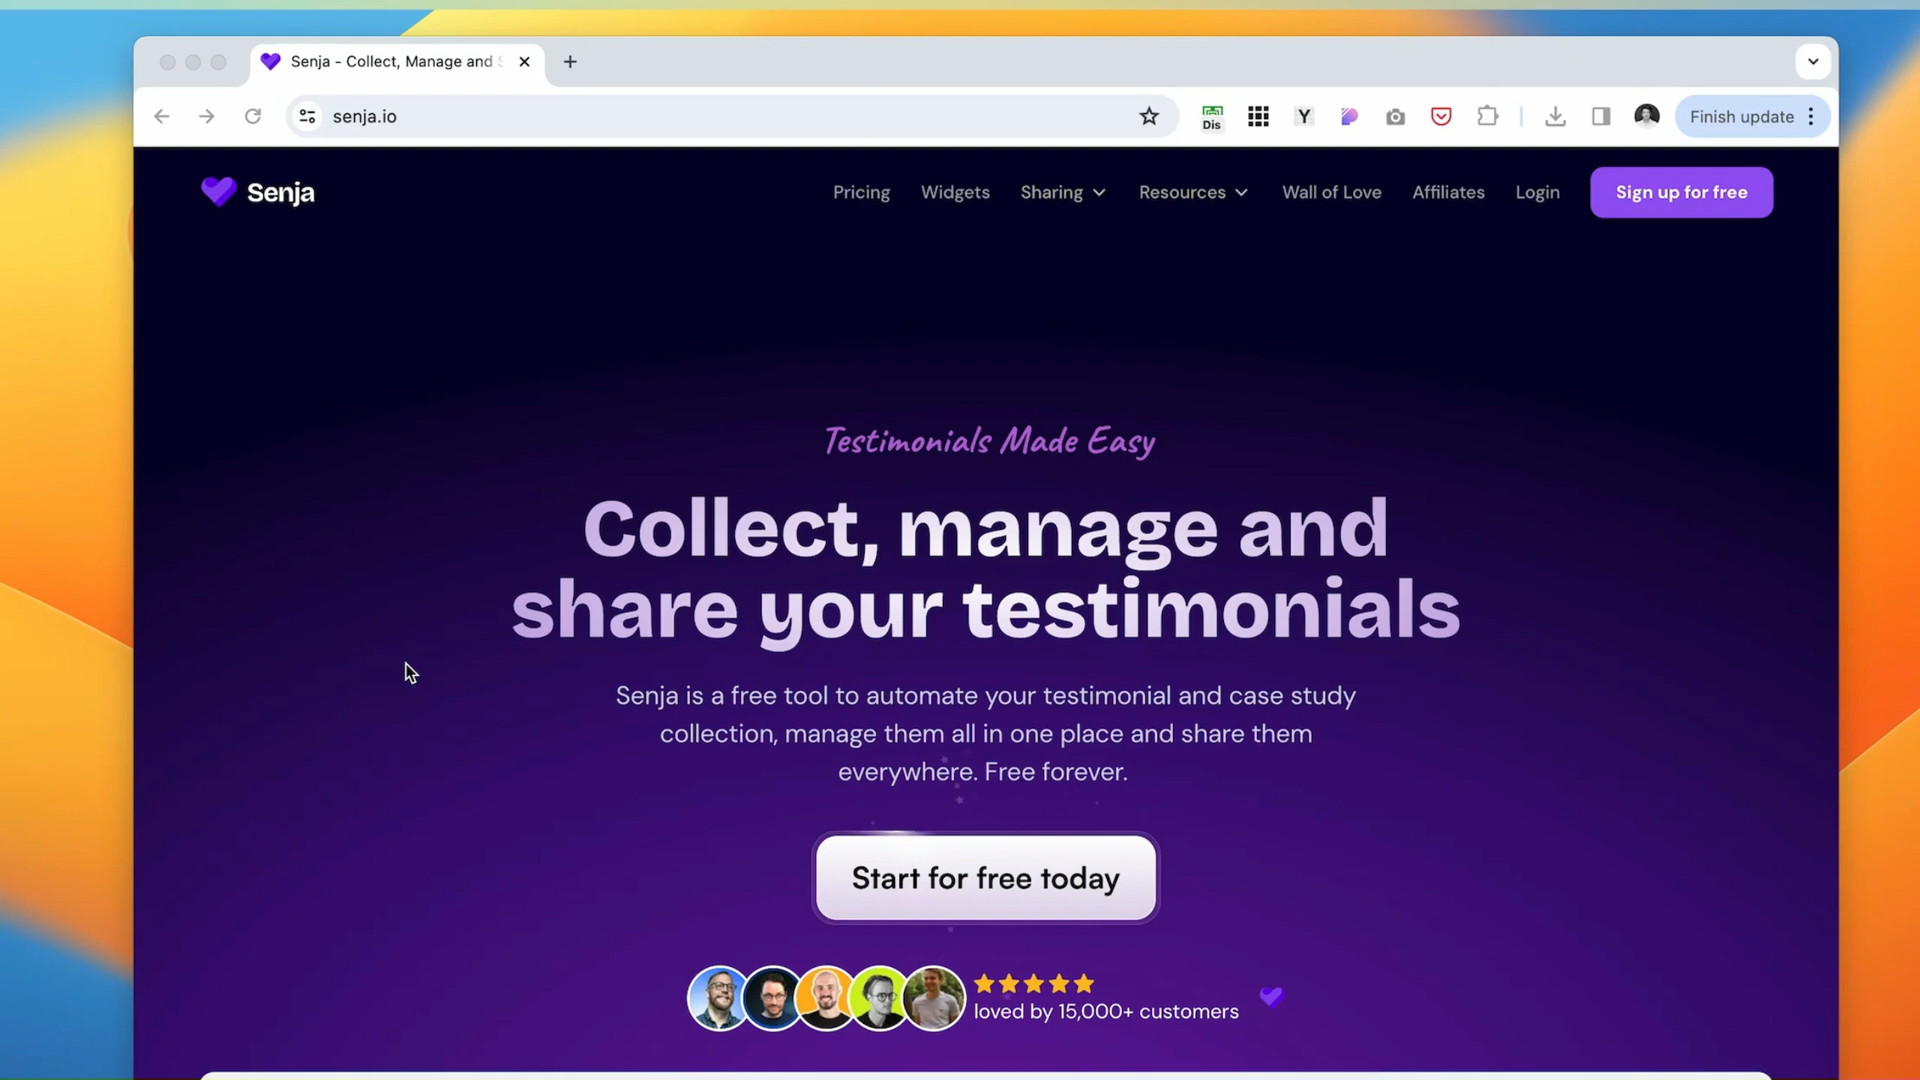 Senja - Collect, Manage and
senja.io
Dis
Y
Finish update
Senja
Pricing
Widgets
Sharing
Resources
Wall of Love
Affiliates
Login
Sign up for free
Testimonials Made Easy
Collect, manage and
share your testimonials
Senja is a free tool to automate your testimonial and case study
collection, manage them all in one place and share them
everywhere. Free forever.
Start for free today
loved by 15,000+ customers